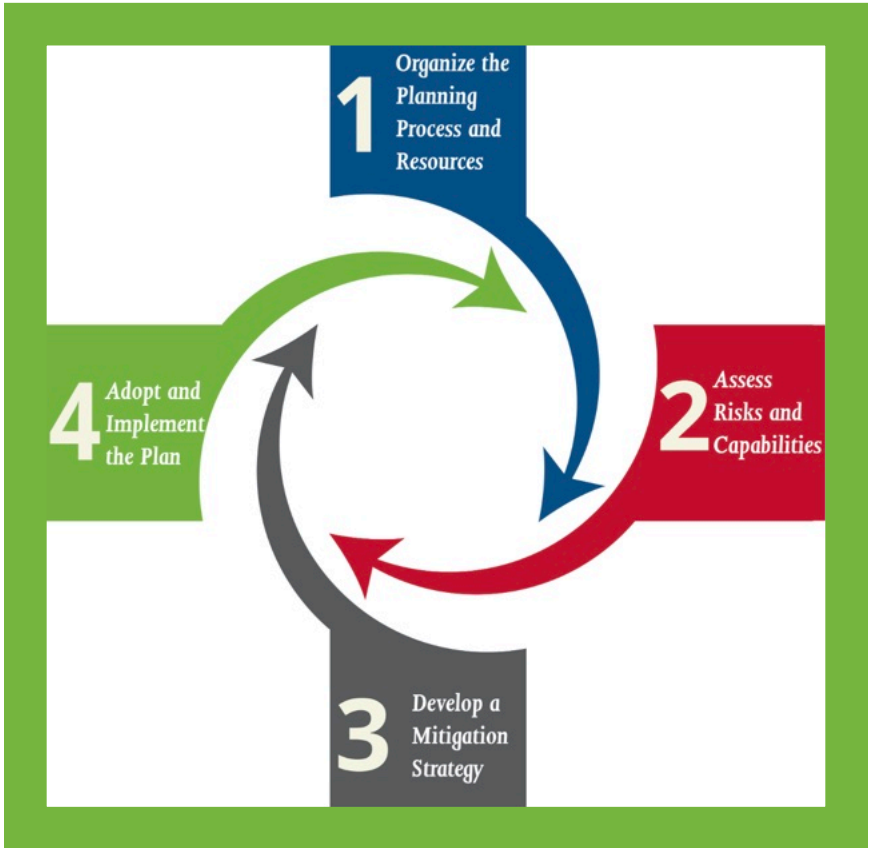 1
Organize the
Planning
Process and
Resources
2
Assess
Risks and
Capabilities
3
Develop a
Mitigation
Strategy
4
Adopt and
Implement
the Plan